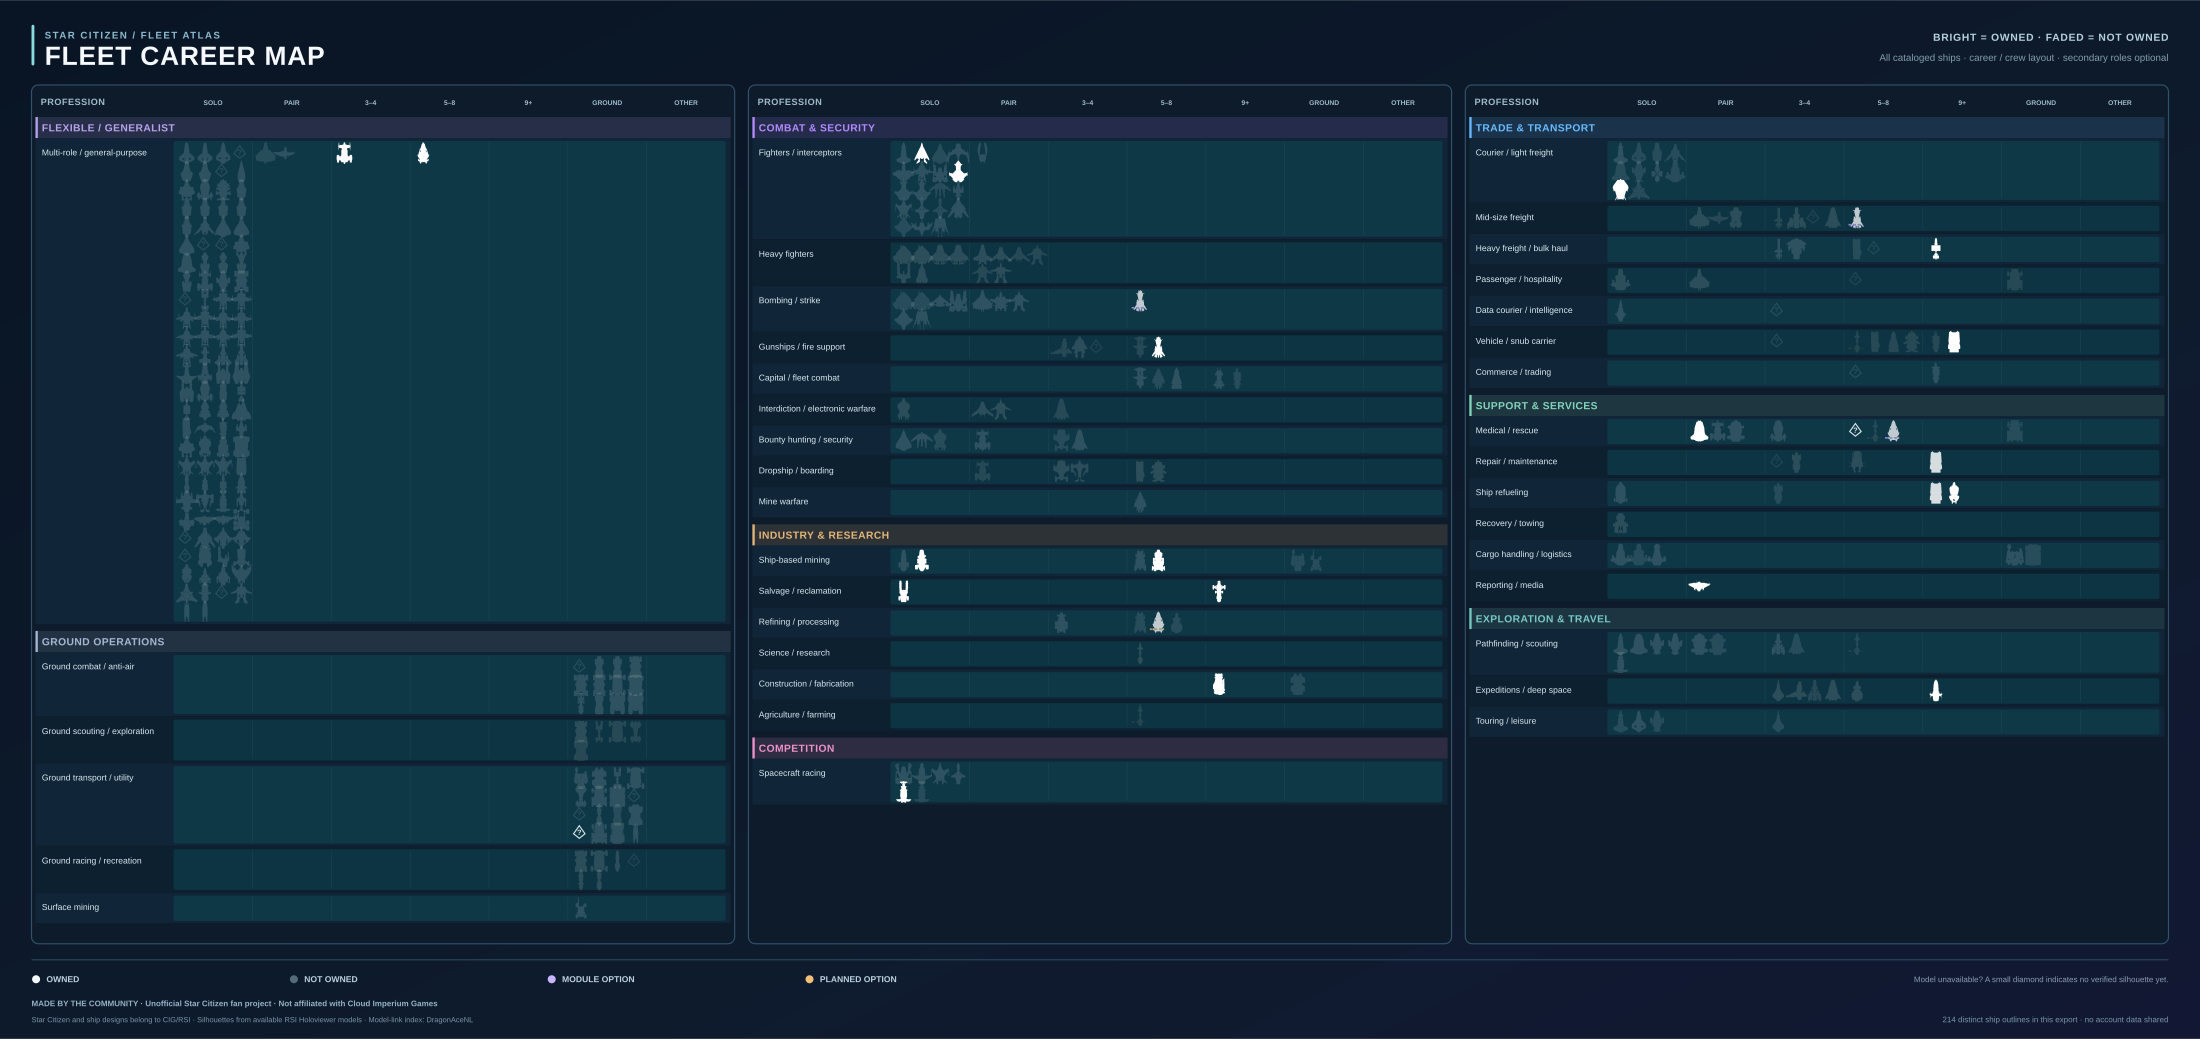 STAR CITIZEN / FLEET ATLAS
FLEET CAREER MAP
BRIGHT = OWNED · FADED = NOT OWNED
All cataloged ships · career / crew layout · secondary roles optional
PROFESSION SOLO PAIR 3–4 5–8 9+ GROUND OTHER
FLEXIBLE / GENERALIST
Multi-role / general-purpose
GROUND OPERATIONS
Ground combat / anti-air
Ground scouting / exploration
Ground transport / utility
Ground racing / recreation
Surface mining
PROFESSION SOLO PAIR 3–4 5–8 9+ GROUND OTHER
COMBAT & SECURITY
Fighters / interceptors
Heavy fighters
Bombing / strike
Gunships / fire support
Capital / fleet combat
Interdiction / electronic warfare
Bounty hunting / security
Dropship / boarding
Mine warfare
INDUSTRY & RESEARCH
Ship-based mining
Salvage / reclamation
Refining / processing
Science / research
Construction / fabrication
Agriculture / farming
COMPETITION
Spacecraft racing
PROFESSION SOLO PAIR 3–4 5–8 9+ GROUND OTHER
TRADE & TRANSPORT
Courier / light freight
Mid-size freight
Heavy freight / bulk haul
Passenger / hospitality
Data courier / intelligence
Vehicle / snub carrier
Commerce / trading
SUPPORT & SERVICES
Medical / rescue
Repair / maintenance
Ship refueling
Recovery / towing
Cargo handling / logistics
Reporting / media
EXPLORATION & TRAVEL
Pathfinding / scouting
Expeditions / deep space
Touring / leisure
OWNED NOT OWNED MODULE OPTION PLANNED OPTION
Model unavailable? A small diamond indicates no verified silhouette yet.
MADE BY THE COMMUNITY · Unofficial Star Citizen fan project · Not affiliated with Cloud Imperium Games
Star Citizen and ship designs belong to CIG/RSI · Silhouettes from available RSI Holoviewer models · Model-link index: DragonAceNL
214 distinct ship outlines in this export · no account data shared